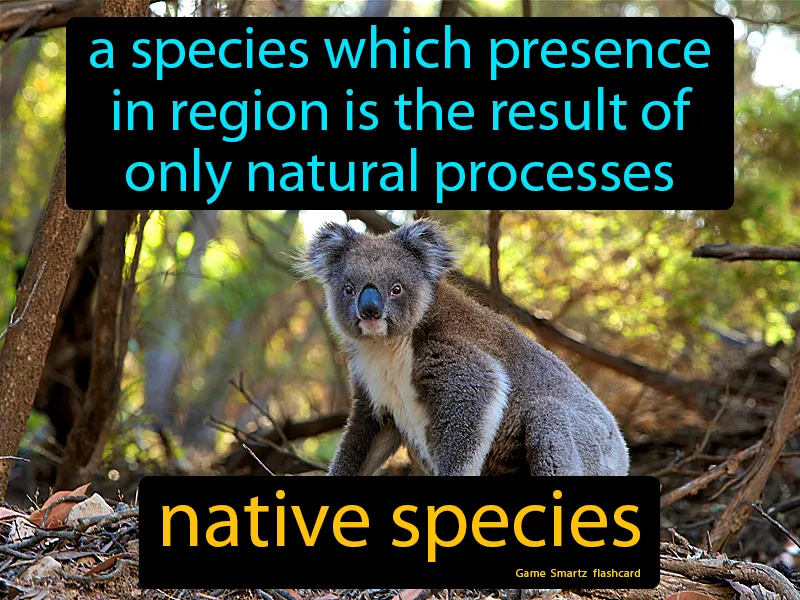 a species which presence
in region is the result of
only natural processes
native species
Game Smartz flashcard